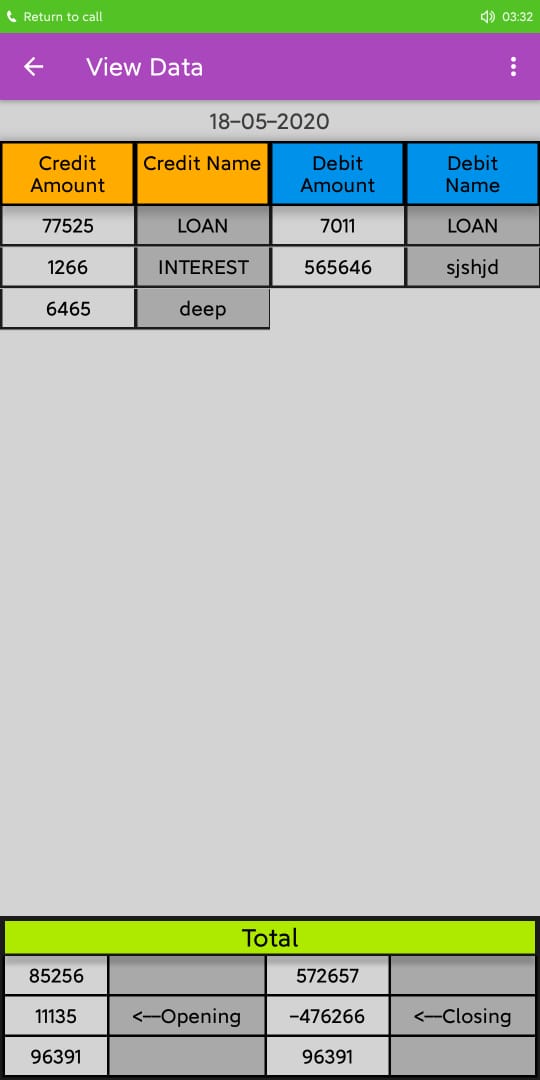 Return to call 03:32
View Data
18-05-2020
Credit Amount Credit Name Debit Amount Debit Name
77525 LOAN 7011 LOAN
1266 INTEREST 565646 sjshjd
6465 deep
Total
85256 572657
11135 <--Opening -476266 <--Closing
96391 96391